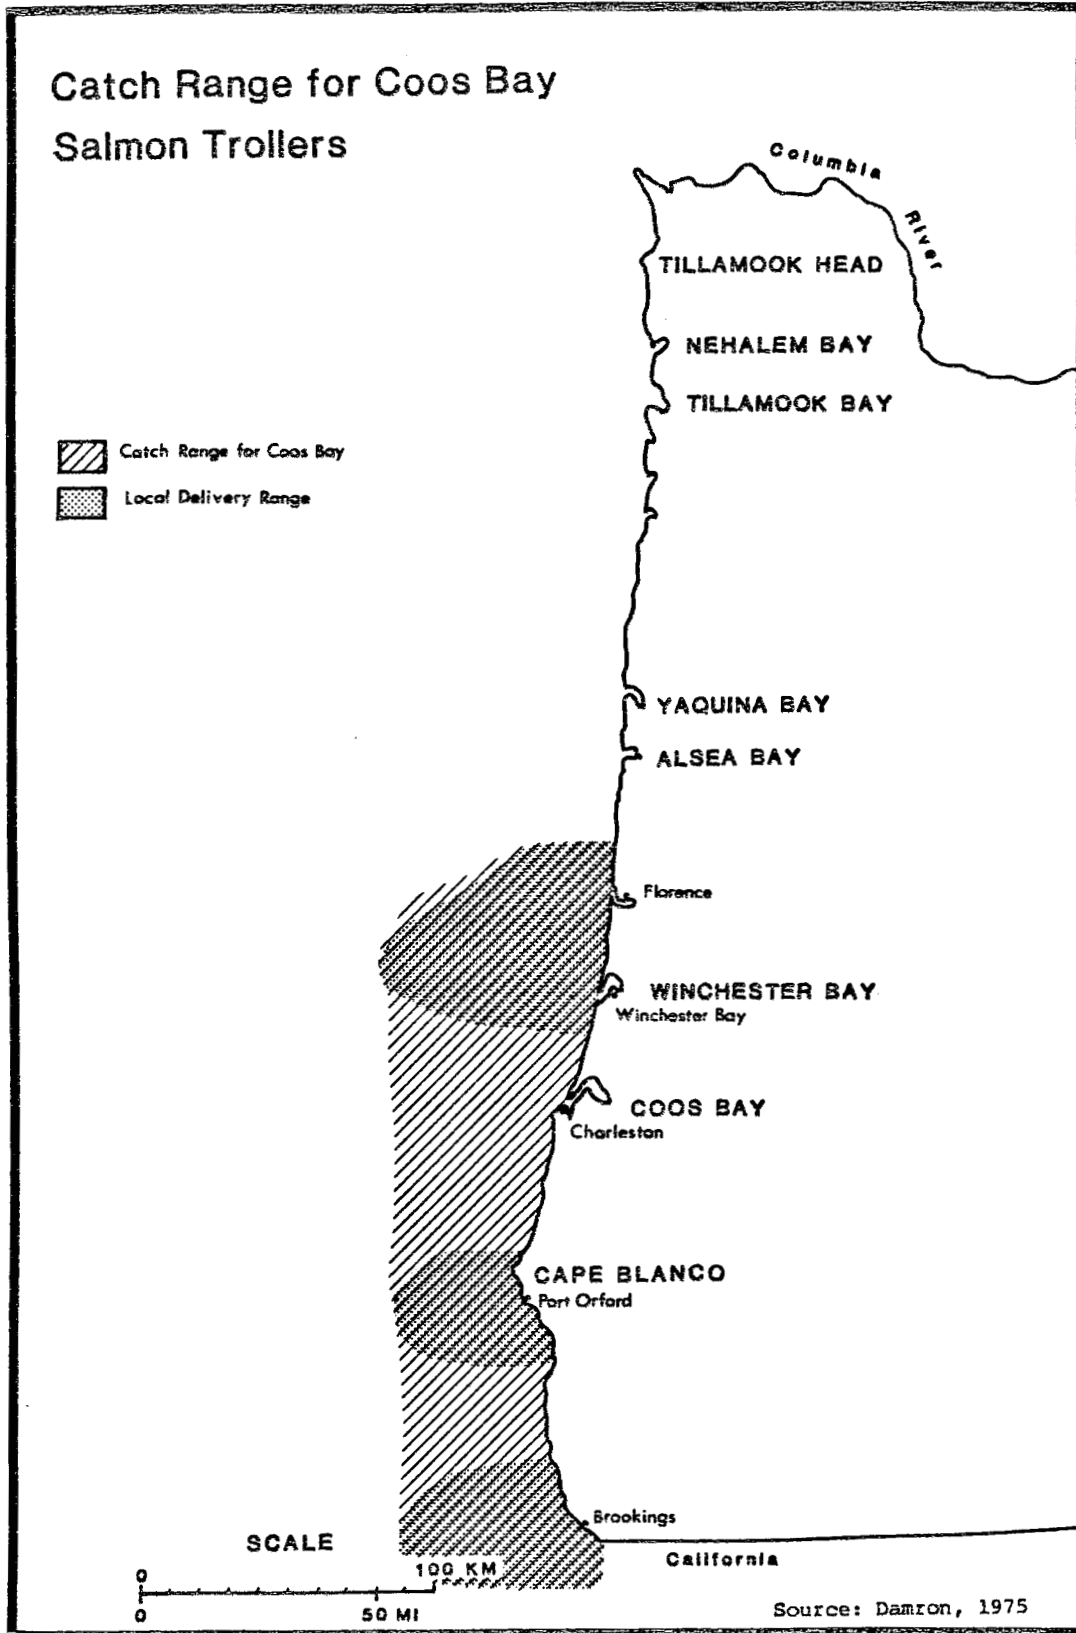 Catch Range for Coos Bay
Salmon Trollers
Columbia
River
TILLAMOOK HEAD
NEHALEM BAY
TILLAMOOK BAY
Catch Range for Coos Bay
Local Delivery Range
YAQUINA BAY
ALSEA BAY
Florence
WINCHESTER BAY
Winchester Bay
COOS BAY
Charleston
CAPE BLANCO
Port Orford
Brookings
SCALE
California
0 100 KM
0 50 MI
Source: Damron, 1975